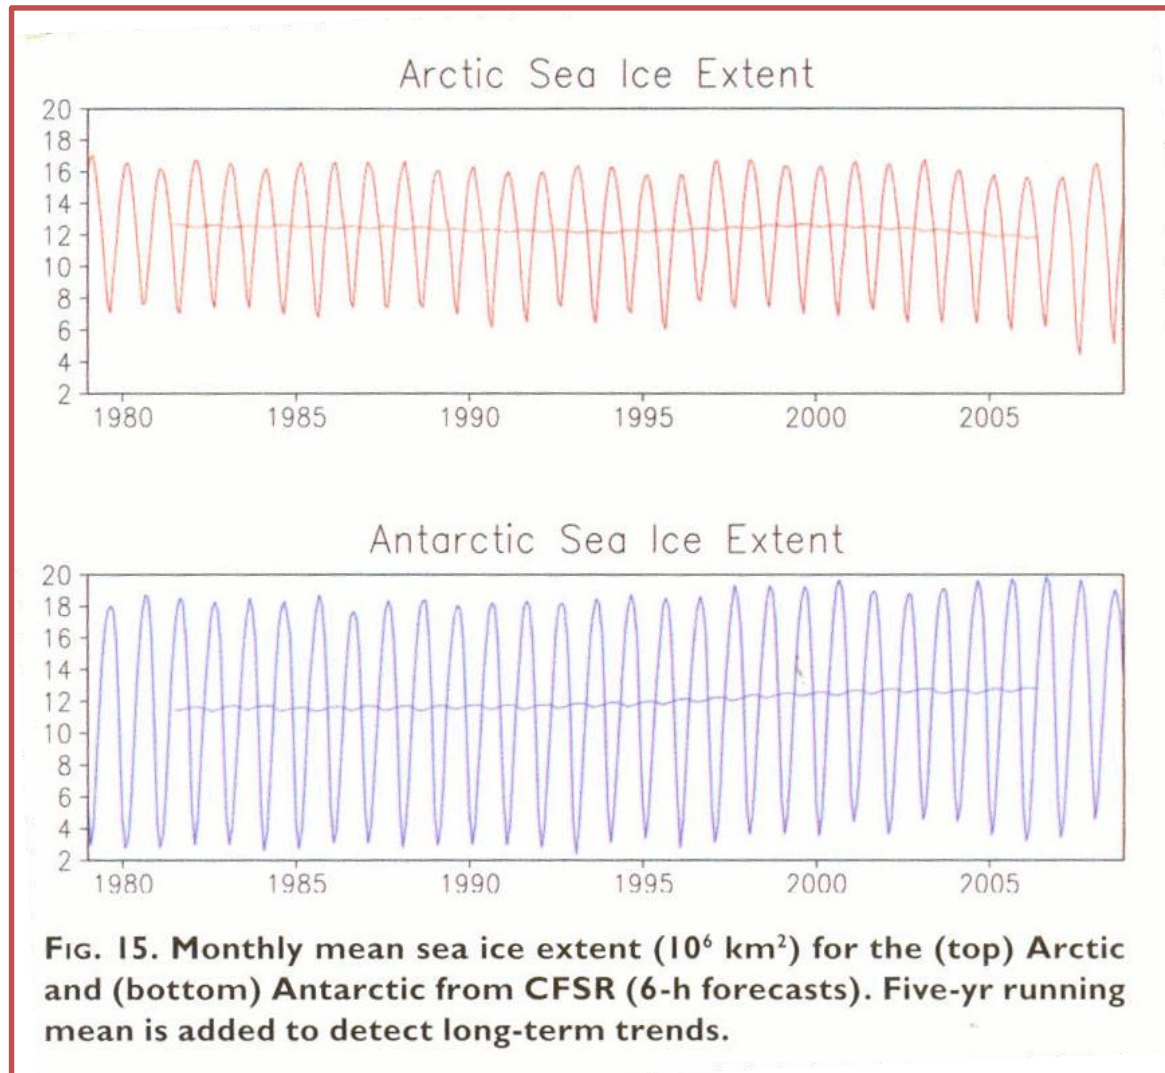 Arctic Sea Ice Extent
20
18
16
14
12
10
8
6
4
2
1980 1985 1990 1995 2000 2005
Antarctic Sea Ice Extent
20
18
16
14
12
10
8
6
4
2
1980 1985 1990 1995 2000 2005
FIG. 15. Monthly mean sea ice extent (10⁶ km²) for the (top) Arctic
and (bottom) Antarctic from CFSR (6-h forecasts). Five-yr running
mean is added to detect long-term trends.